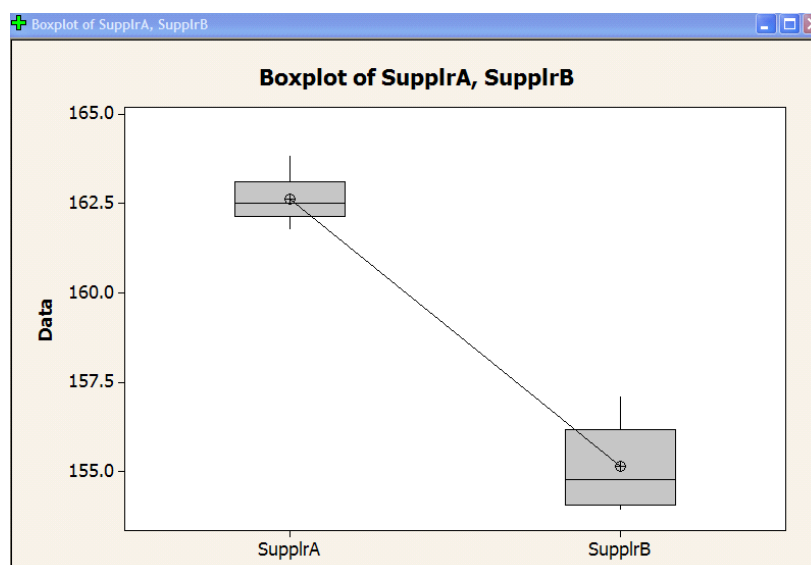 Boxplot of SupplrA, SupplrB
Boxplot of SupplrA, SupplrB
165.0
162.5
160.0
157.5
155.0
Data
SupplrA SupplrB